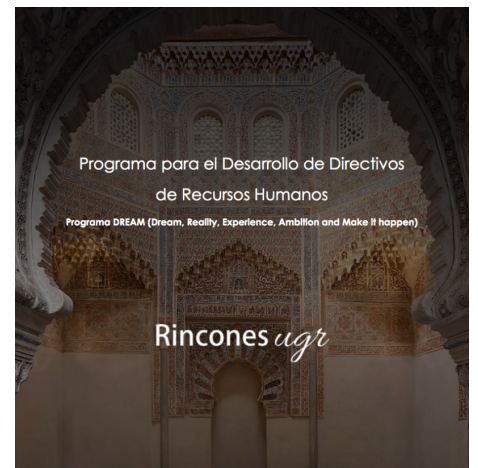 Programa para el Desarrollo de Directivos
de Recursos Humanos
Programa DREAM (Dream, Reality, Experience, Ambition and Make it happen)
Rincones ugr